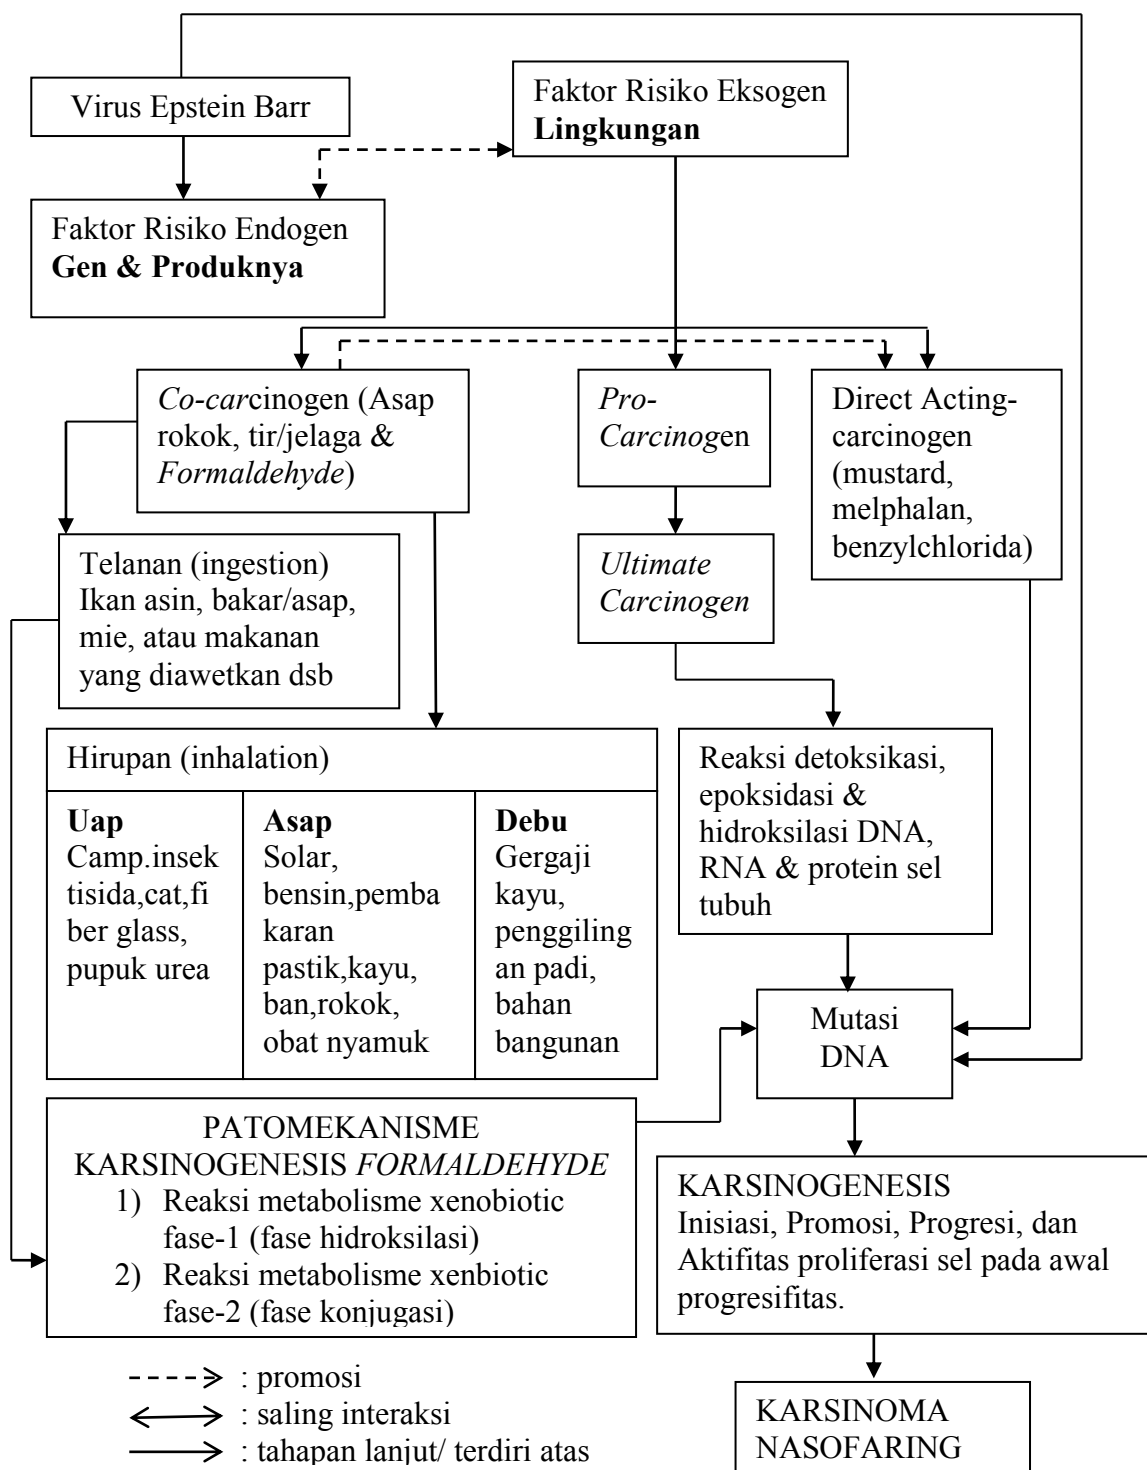 Virus Epstein Barr
Faktor Risiko Eksogen
Lingkungan
Faktor Risiko Endogen
Gen & Produknya
Co-carcinogen (Asap
rokok, tir/jelaga &
Formaldehyde)
Pro-
Carcinogen
Direct Acting-
carcinogen
(mustard,
melphalan,
benzylchlorida)
Telanan (ingestion)
Ikan asin, bakar/asap,
mie, atau makanan
yang diawetkan dsb
Ultimate
Carcinogen
Hirupan (inhalation)
Uap
Camp.insek
tisida,cat,fi
ber glass,
pupuk urea
Asap
Solar,
bensin,pemba
karan
pastik,kayu,
ban,rokok,
obat nyamuk
Debu
Gergaji
kayu,
penggiling
an padi,
bahan
bangunan
Reaksi detoksikasi,
epoksidasi &
hidroksilasi DNA,
RNA & protein sel
tubuh
Mutasi
DNA
PATOMEKANISME
KARSINOGENESIS FORMALDEHYDE
1) Reaksi metabolisme xenobiotic
fase-1 (fase hidroksilasi)
2) Reaksi metabolisme xenbiotic
fase-2 (fase konjugasi)
KARSINOGENESIS
Inisiasi, Promosi, Progresi, dan
Aktifitas proliferasi sel pada awal
progresifitas.
: promosi
: saling interaksi
: tahapan lanjut/ terdiri atas
KARSINOMA
NASOFARING